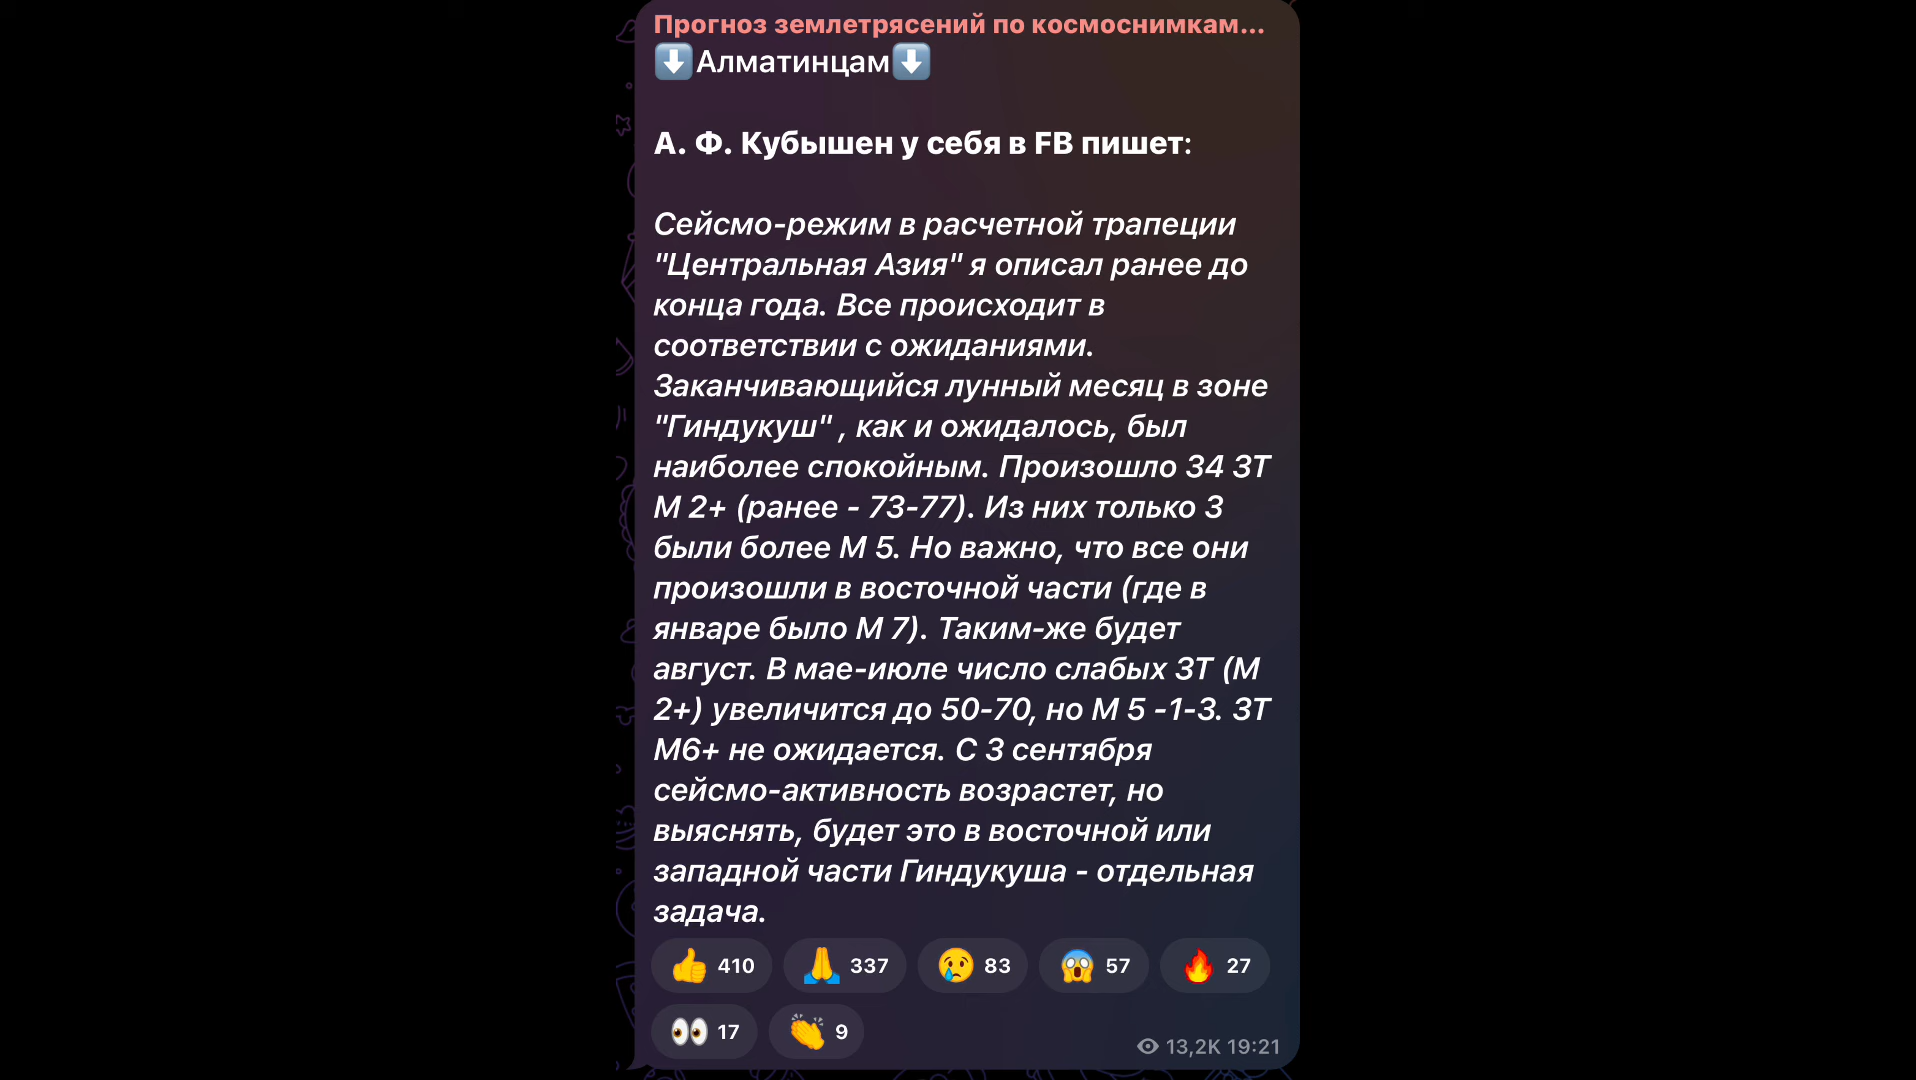 Прогноз землетрясений по космоснимкам...
⬇️Алматинцам⬇️
А. Ф. Кубышен у себя в FB пишет:
Сейсмо-режим в расчетной трапеции
"Центральная Азия" я описал ранее до
конца года. Все происходит в
соответствии с ожиданиями.
Заканчивающийся лунный месяц в зоне
"Гиндукуш" , как и ожидалось, был
наиболее спокойным. Произошло 34 ЗТ
М 2+ (ранее - 73-77). Из них только 3
были более М 5. Но важно, что все они
произошли в восточной части (где в
январе было М 7). Таким-же будет
август. В мае-июле число слабых ЗТ (М
2+) увеличится до 50-70, но М 5 -1-3. ЗТ
М6+ не ожидается. С 3 сентября
сейсмо-активность возрастет, но
выяснять, будет это в восточной или
западной части Гиндукуша - отдельная
задача.
👍 410 🙏 337 😢 83 😱 57 🔥 27
👀 17 👏 9
13,2K 19:21